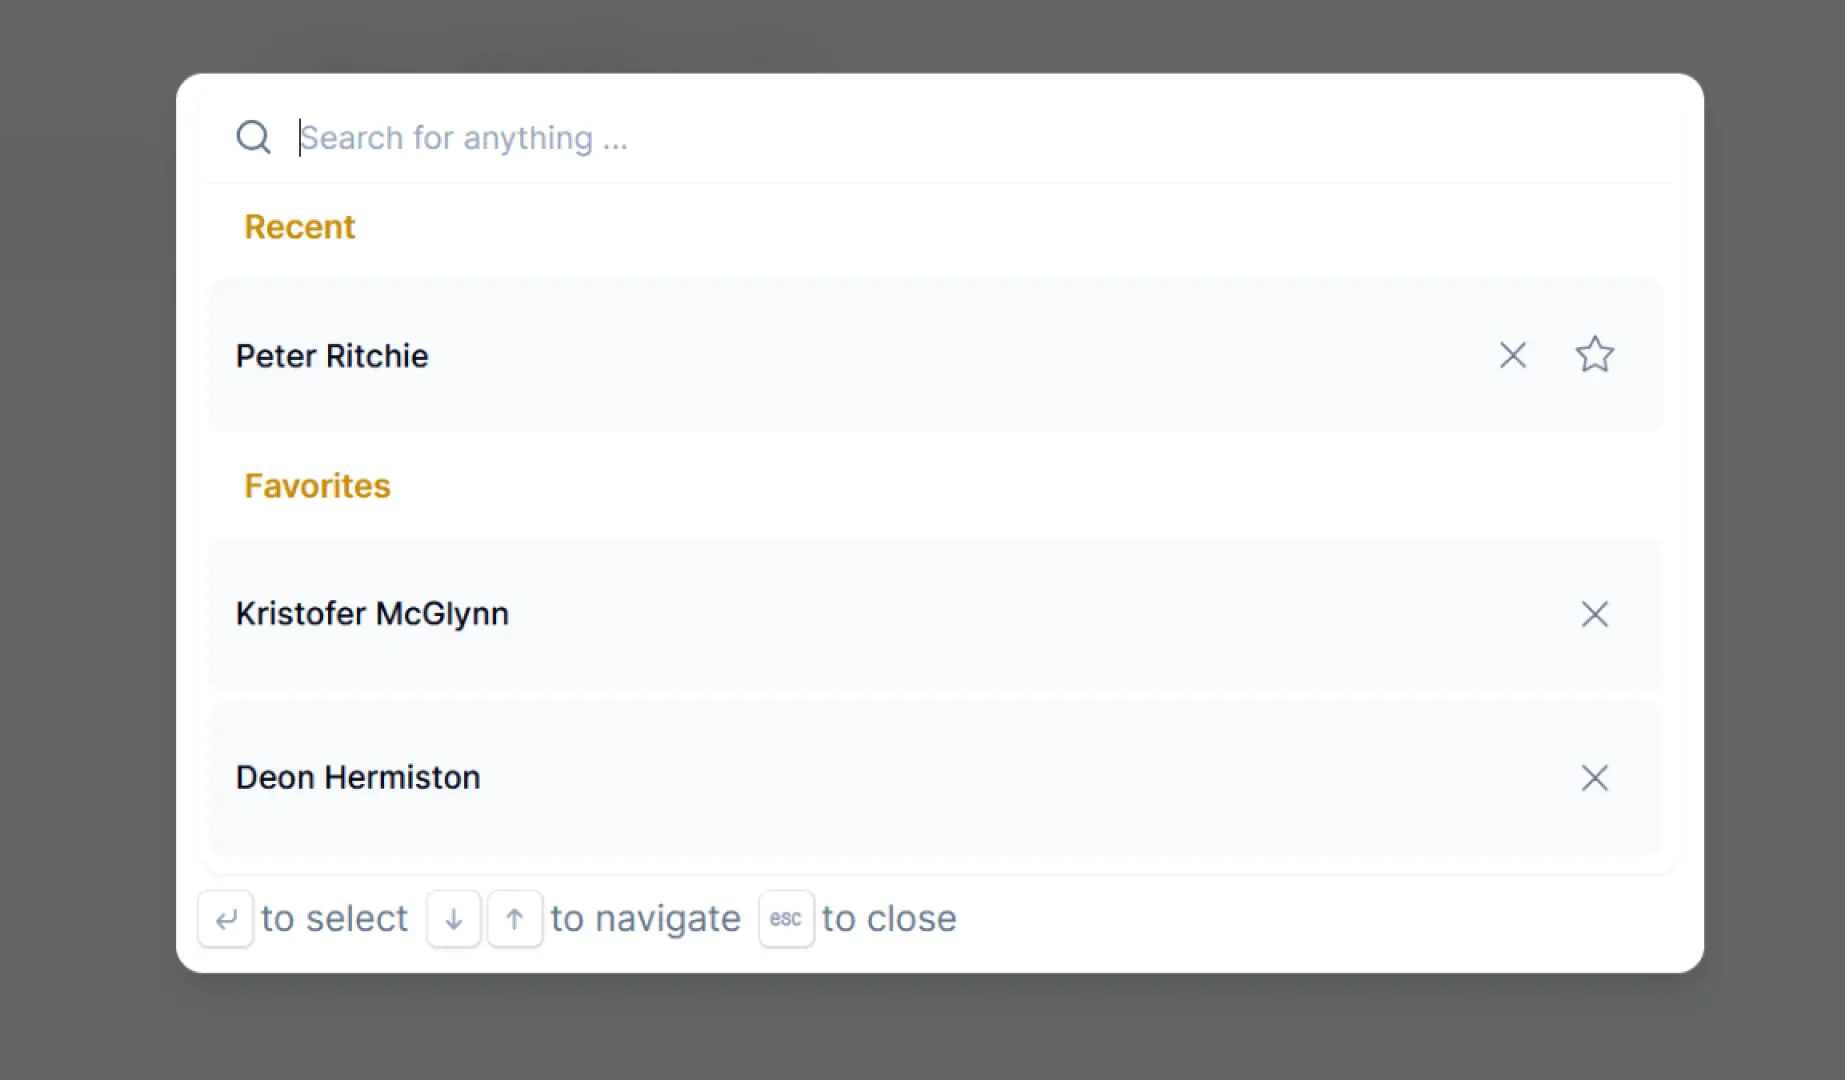 Search for anything ...
Recent
Peter Ritchie
Favorites
Kristofer McGlynn
Deon Hermiston
to select to navigate esc to close